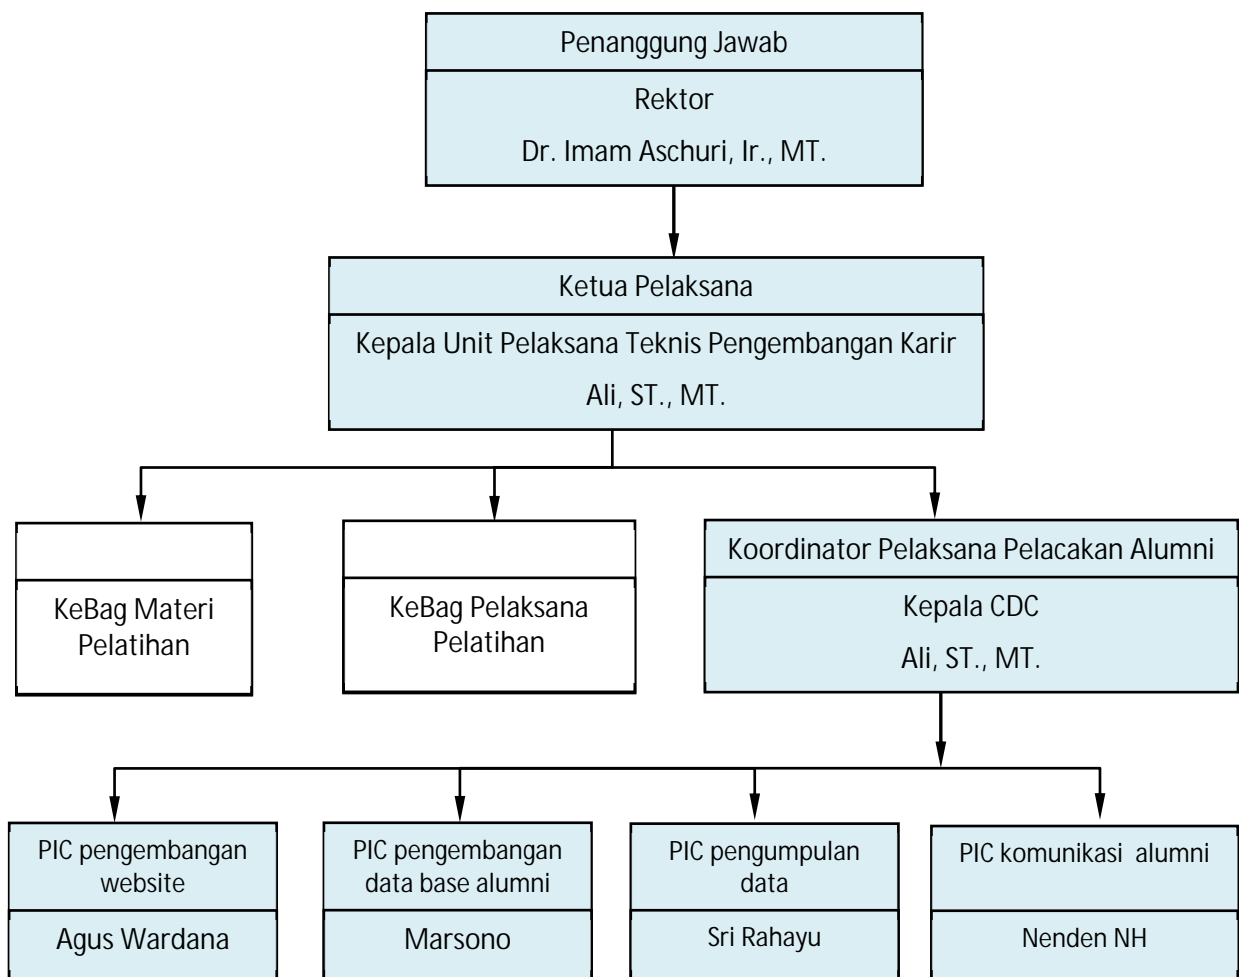 Penanggung Jawab
Rektor
Dr. Imam Aschuri, Ir., MT.
Ketua Pelaksana
Kepala Unit Pelaksana Teknis Pengembangan Karir
Ali, ST., MT.
KeBag Materi
Pelatihan
KeBag Pelaksana
Pelatihan
Koordinator Pelaksana Pelacakan Alumni
Kepala CDC
Ali, ST., MT.
PIC pengembangan
website
Agus Wardana
PIC pengembangan
data base alumni
Marsono
PIC pengumpulan
data
Sri Rahayu
PIC komunikasi alumni
Nenden NH